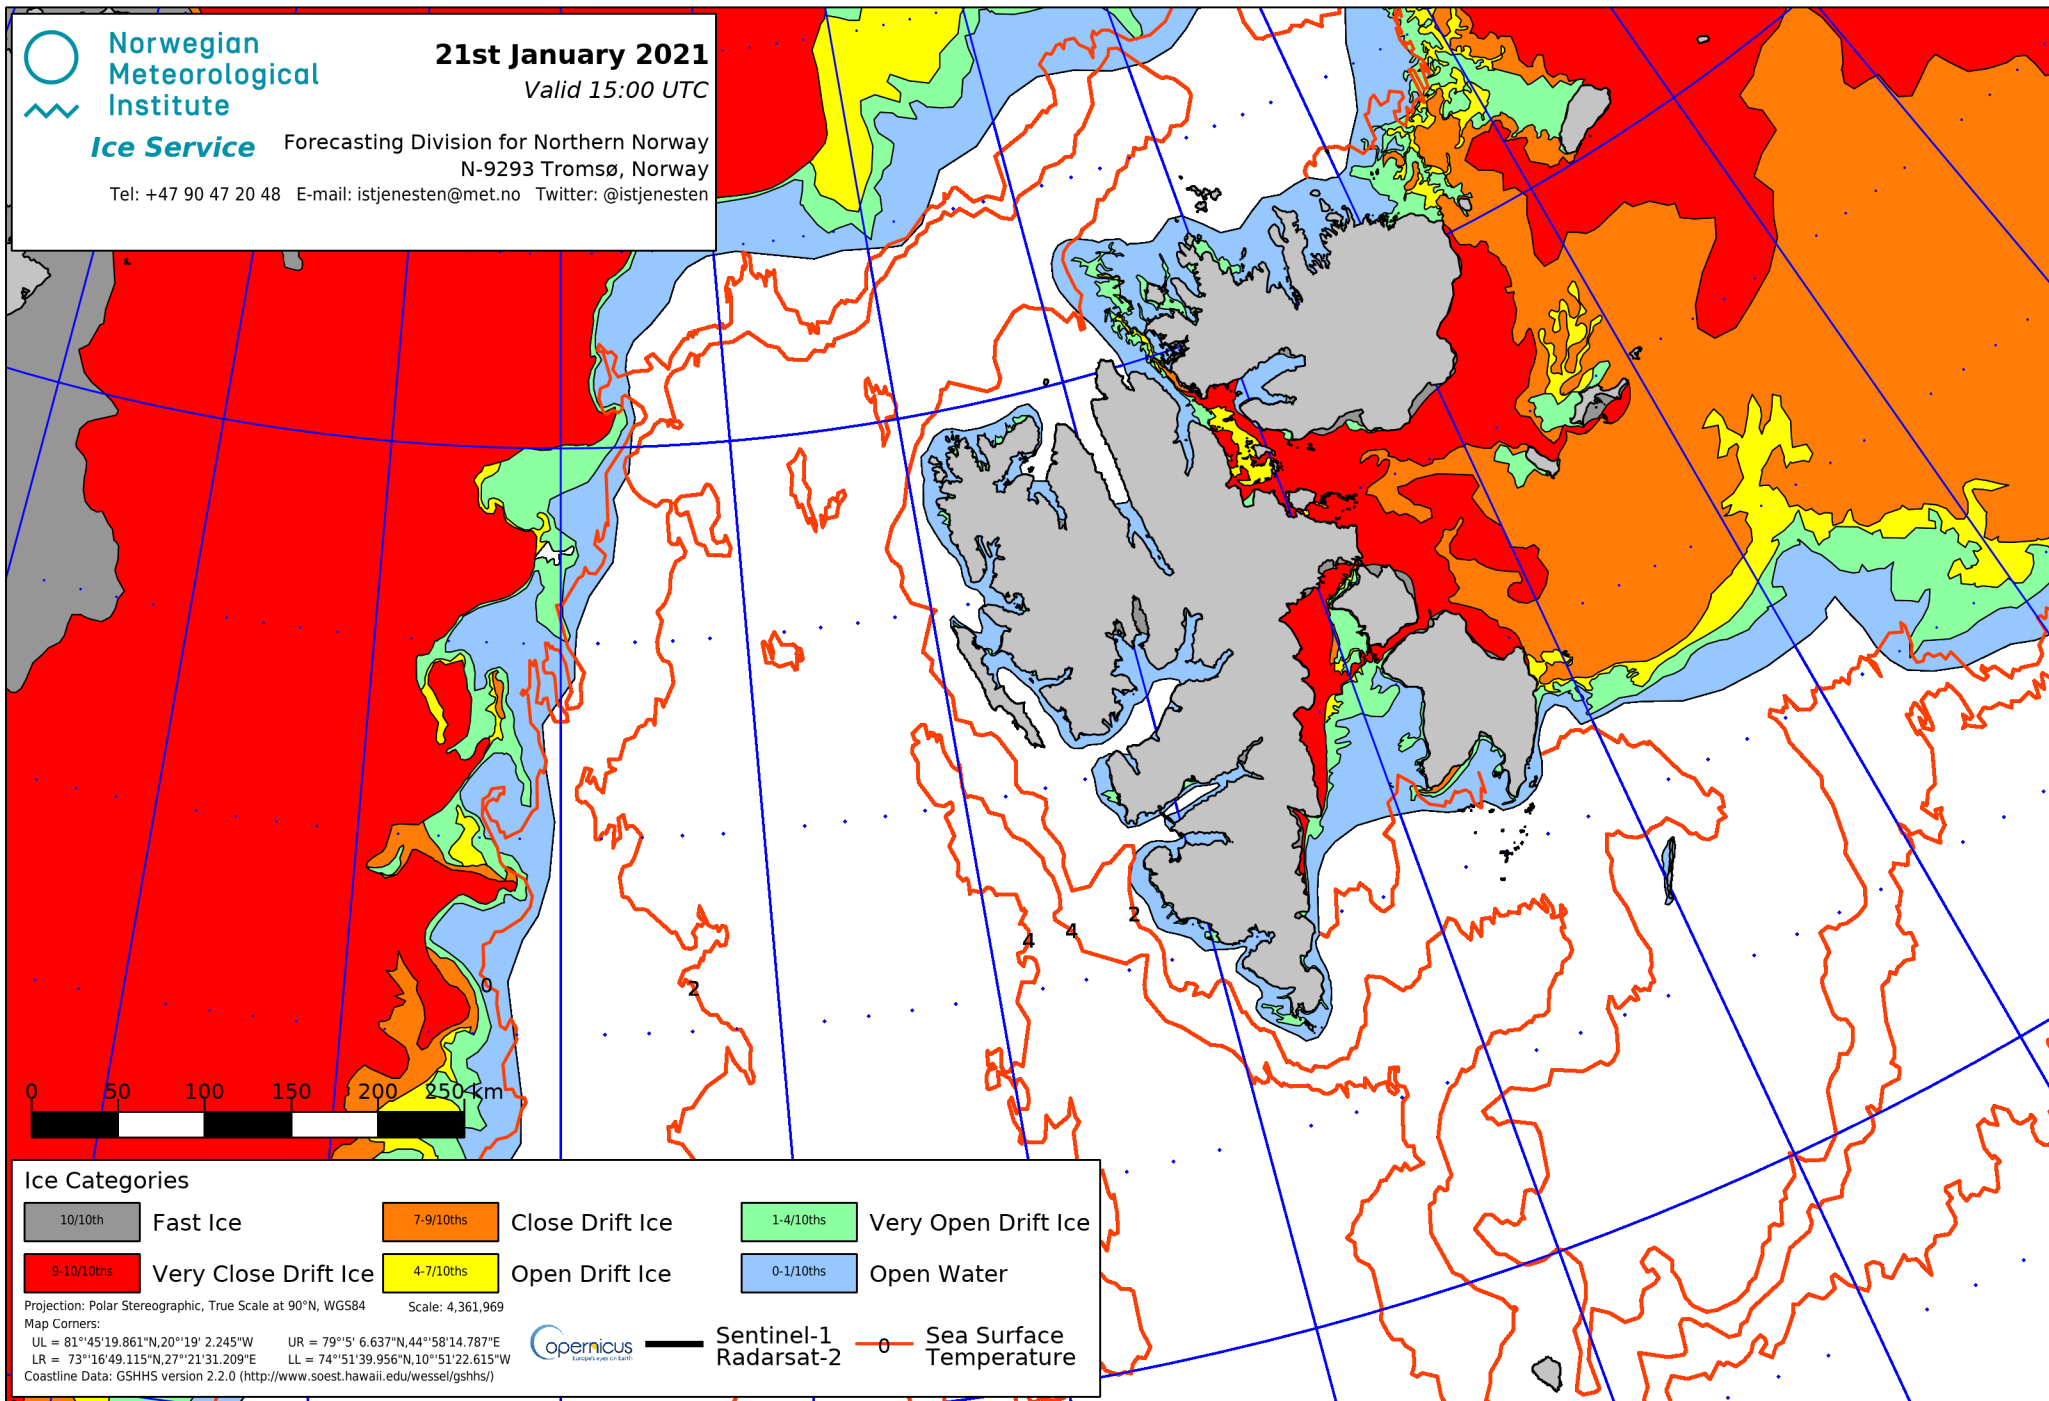 Norwegian
Meteorological
Institute
Ice Service
21st January 2021
Valid 15:00 UTC
Forecasting Division for Northern Norway
N-9293 Tromsø, Norway
Tel: +47 90 47 20 48 E-mail: istjenesten@met.no Twitter: @istjenesten
4
4
2
2
0
0 50 100 150 200 250 km
Ice Categories
10/10th Fast Ice 7-9/10ths Close Drift Ice 1-4/10ths Very Open Drift Ice
9-10/10ths Very Close Drift Ice 4-7/10ths Open Drift Ice 0-1/10ths Open Water
Projection: Polar Stereographic, True Scale at 90°N, WGS84 Scale: 4,361,969
Map Corners:
UL = 81°'45'19.861"N,20°'19' 2.245"W UR = 79°'5' 6.637"N,44°'58'14.787"E
LR = 73°'16'49.115"N,27°'21'31.209"E LL = 74°'51'39.956"N,10°'51'22.615"W
Coastline Data: GSHHS version 2.2.0 (http://www.soest.hawaii.edu/wessel/gshhs/)
Copernicus
Europe's eyes on Earth
Sentinel-1
Radarsat-2
0
Sea Surface
Temperature